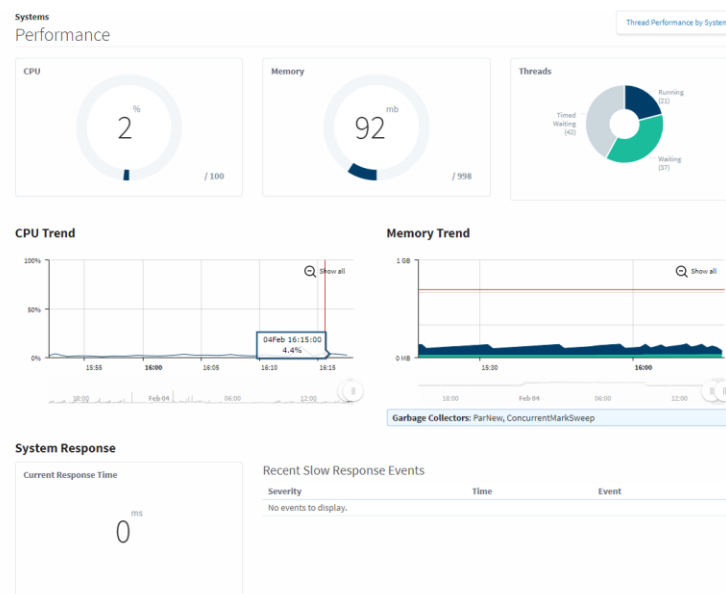 Systems
Performance
Thread Performance by System
CPU
2 %
/ 100
Memory
92 mb
/ 998
Threads
Running
(21)
Timed
Waiting
(42)
Waiting
(37)
CPU Trend
100%
50%
0%
Show all
04Feb 16:15:00
4.4%
15:55 16:00 16:05 16:10 16:15
18:00 Feb 04 06:00 12:00
Memory Trend
1 GB
0 MB
Show all
15:30 16:00
18:00 Feb 04 06:00 12:00
Garbage Collectors: ParNew, ConcurrentMarkSweep
System Response
Current Response Time
0 ms
Recent Slow Response Events
Severity Time Event
No events to display.